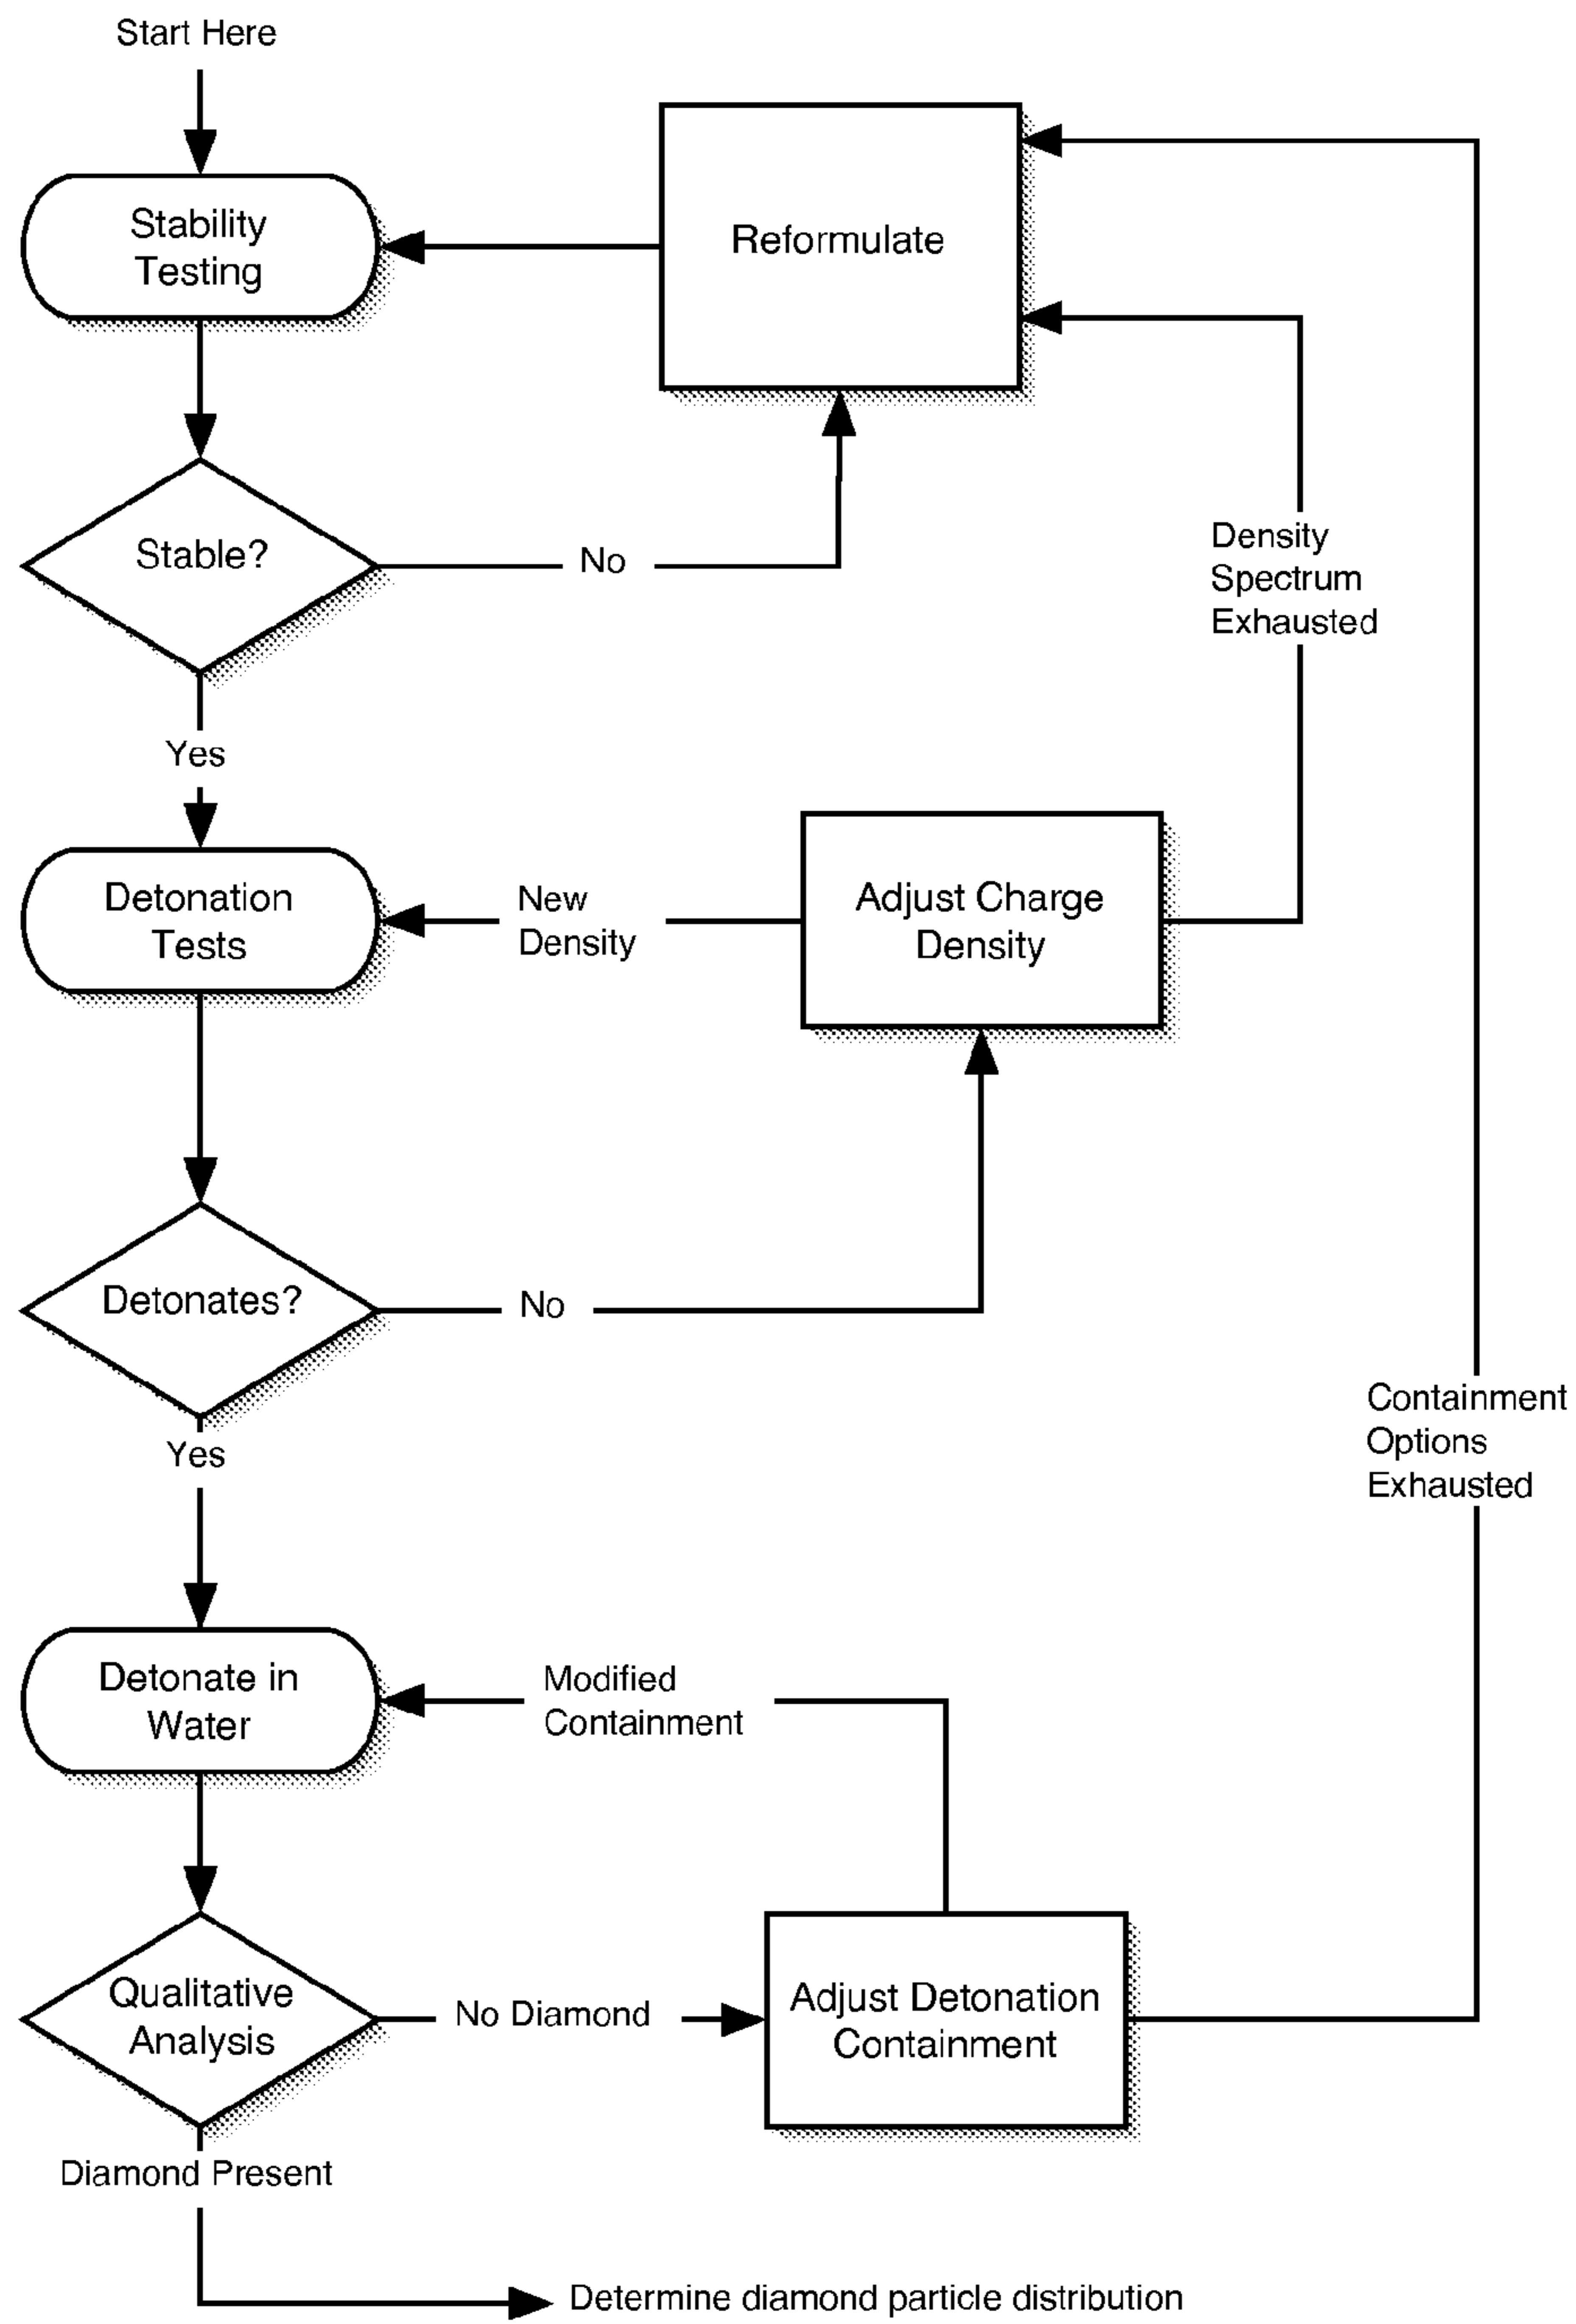 Start Here
Stability
Testing
Reformulate
Stable?
No
Density
Spectrum
Exhausted
Yes
Detonation
Tests
New
Density
Adjust Charge
Density
Detonates?
No
Containment
Options
Exhausted
Yes
Detonate in
Water
Modified
Containment
Qualitative
Analysis
No Diamond
Adjust Detonation
Containment
Diamond Present
Determine diamond particle distribution